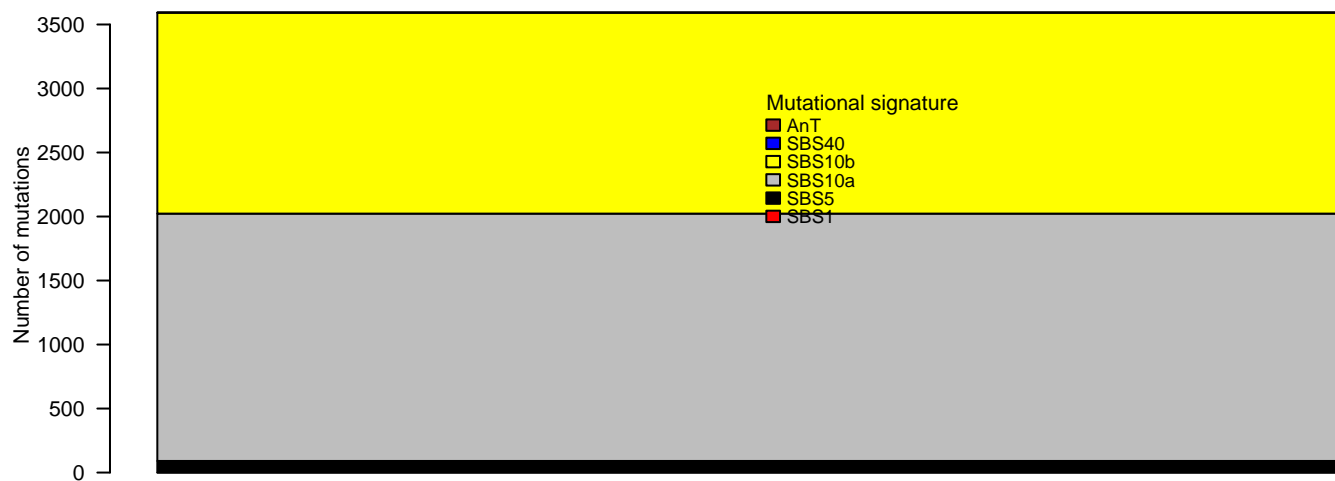 3500
3000
2500
2000
1500
1000
500
0
Number of mutations
Mutational signature
AnT
SBS40
SBS10b
SBS10a
SBS5
SBS1